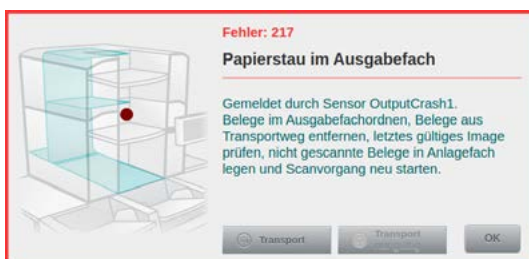 Fehler: 217
Papierstau im Ausgabefach
Gemeldet durch Sensor OutputCrash1.
Belege im Ausgabefachordnen, Belege aus
Transportweg entfernen, letztes gültiges Image
prüfen, nicht gescannte Belege in Anlagefach
legen und Scanvorgang neu starten.
Transport
Transport
OK